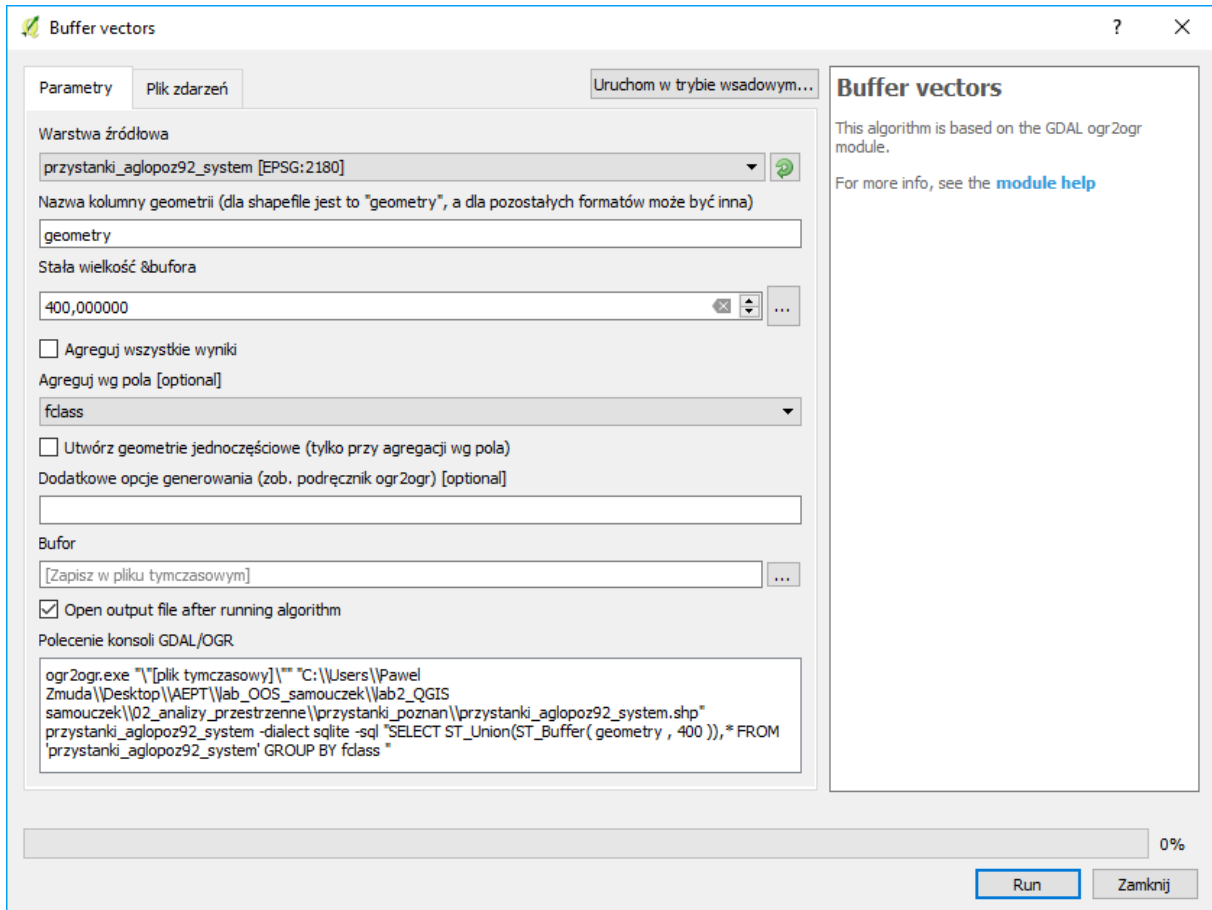 Buffer vectors
?
Parametry
Plik zdarzeń
Uruchom w trybie wsadowym...
Warstwa źródłowa
przystanki_aglopoz92_system [EPSG:2180]
Nazwa kolumny geometrii (dla shapefile jest to "geometry", a dla pozostałych formatów może być inna)
geometry
Stała wielkość &bufora
400,000000
...
Agreguj wszystkie wyniki
Agreguj wg pola [optional]
fclass
Utwórz geometrie jednoczęściowe (tylko przy agregacji wg pola)
Dodatkowe opcje generowania (zob. podręcznik ogr2ogr) [optional]
Bufor
[Zapisz w pliku tymczasowym]
...
Open output file after running algorithm
Polecenie konsoli GDAL/OGR
ogr2ogr.exe "\"[plik tymczasowy]\"" "C:\\Users\\Pawel
Zmuda\\Desktop\\AEPT\\lab_OOS_samouczek\\lab2_QGIS
samouczek\\02_analizy_przestrzenne\\przystanki_poznan\\przystanki_aglopoz92_system.shp"
przystanki_aglopoz92_system -dialect sqlite -sql "SELECT ST_Union(ST_Buffer( geometry , 400 )),* FROM
'przystanki_aglopoz92_system' GROUP BY fclass "
Buffer vectors
This algorithm is based on the GDAL ogr2ogr
module.
For more info, see the module help
0%
Run
Zamknij